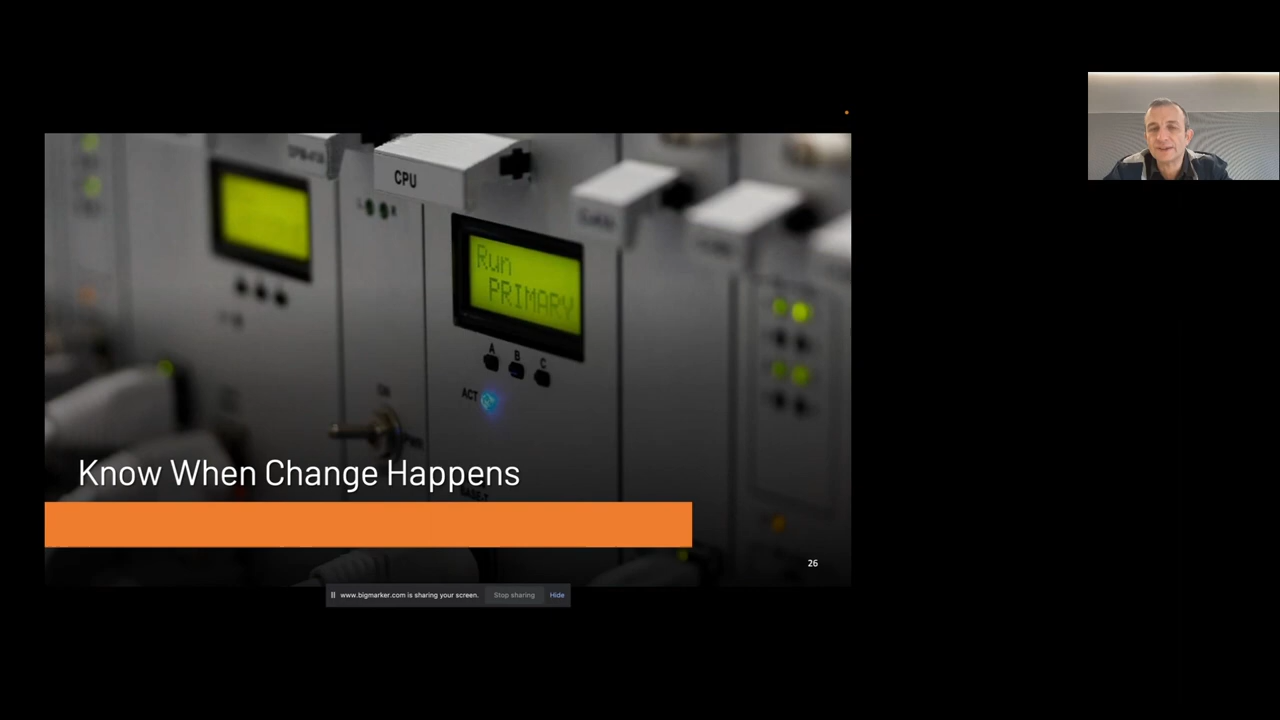 CPU
Run
PRIMARY
A B C
ACT
Know When Change Happens
26
www.bigmarker.com is sharing your screen. Stop sharing Hide